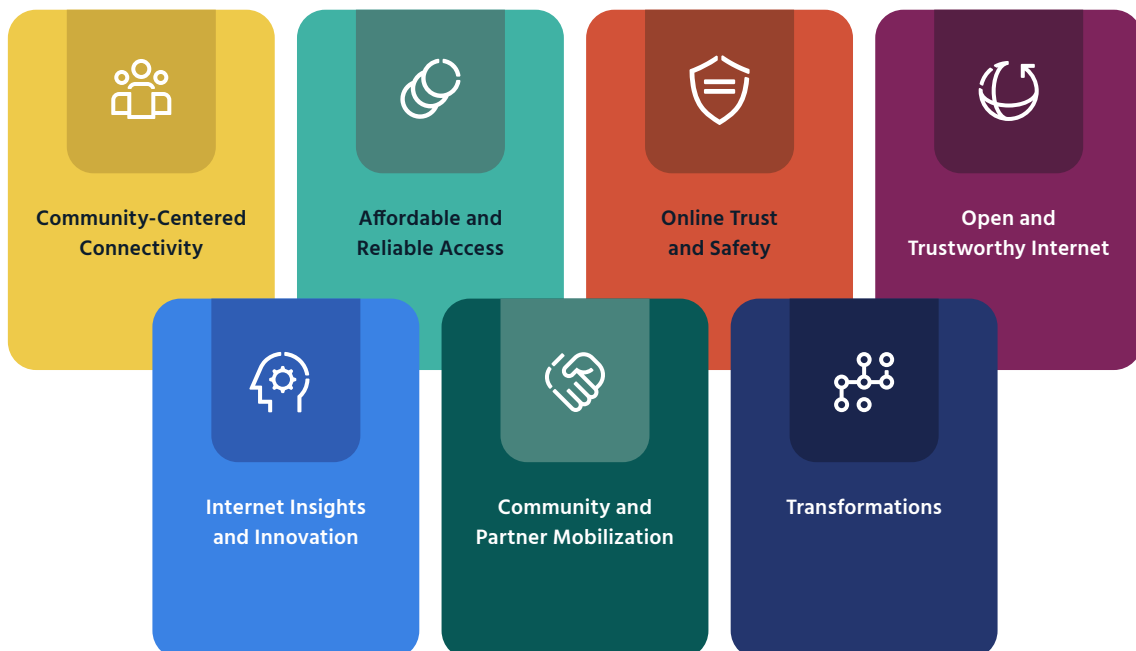 Community-Centered
Connectivity
Affordable and
Reliable Access
Online Trust
and Safety
Open and
Trustworthy Internet
Internet Insights
and Innovation
Community and
Partner Mobilization
Transformations